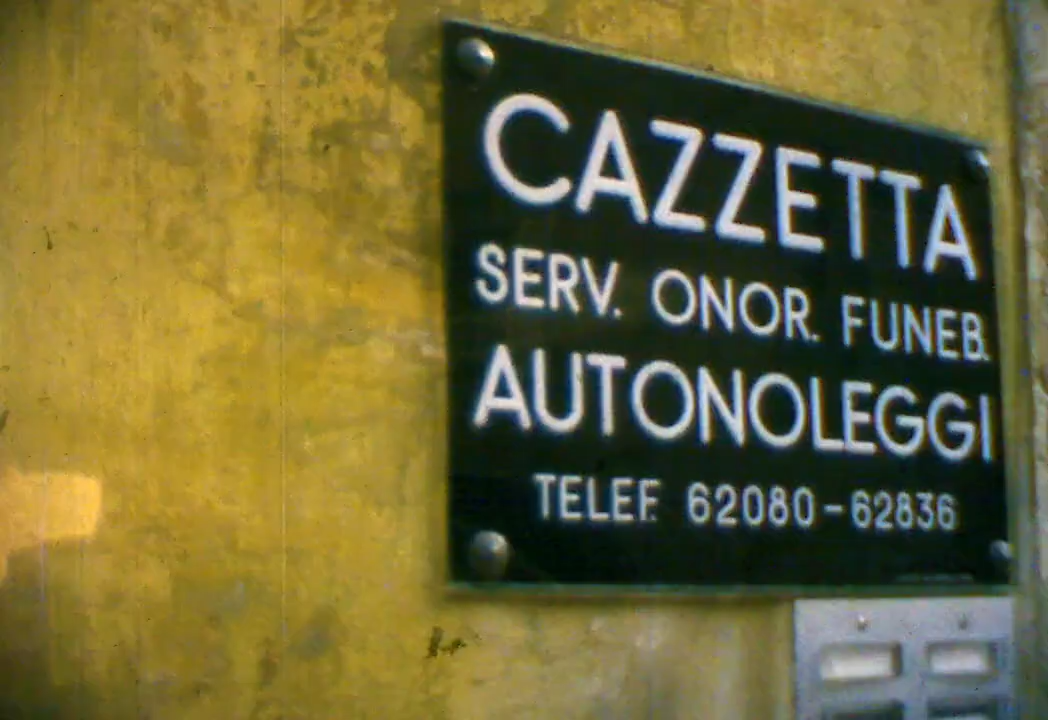 CAZZETTA
SERV. ONOR. FUNEB.
AUTONOLEGGI
TELEF. 62080-62836